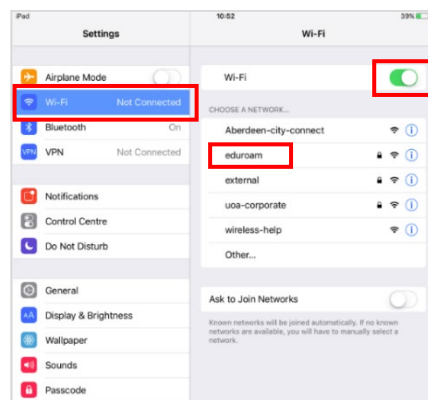 iPad
10:52
39%
Settings
Wi-Fi
Airplane Mode
Wi-Fi Not Connected
Bluetooth On
VPN VPN Not Connected
Notifications
Control Centre
Do Not Disturb
General
AA Display & Brightness
Wallpaper
Sounds
Passcode
Wi-Fi
CHOOSE A NETWORK...
Aberdeen-city-connect
eduroam
external
uoa-corporate
wireless-help
Other...
Ask to Join Networks
Known networks will be joined automatically. If no known
networks are available, you will have to manually select a
network.